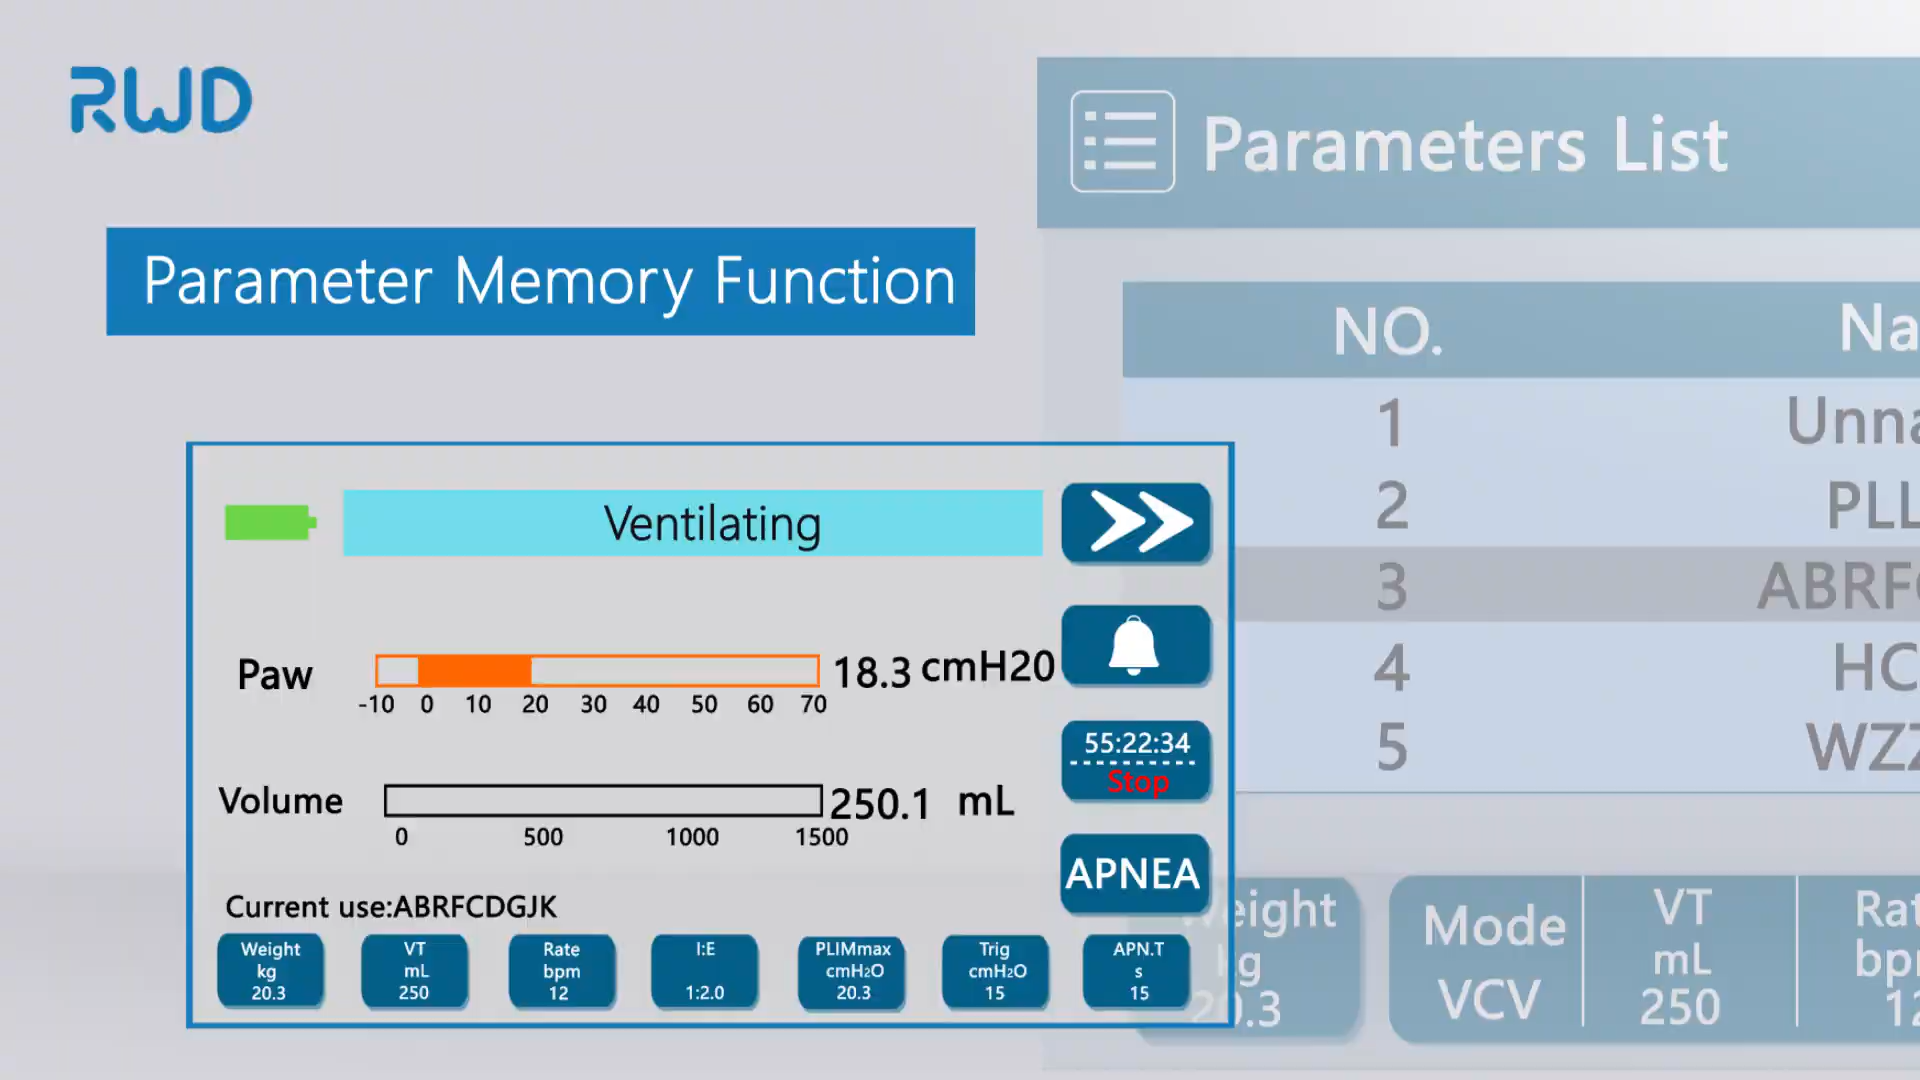 RWD
Parameter Memory Function
Ventilating
Paw
18.3 cmH20
-10 0 10 20 30 40 50 60 70
Volume
250.1 mL
0 500 1000 1500
55:22:34
Stop
APNEA
Current use:ABRFCDGJK
Weight
kg
20.3
VT
mL
250
Rate
bpm
12
I:E
1:2.0
PLIMmax
cmH2O
20.3
Trig
cmH2O
15
APN.T
s
15
Parameters List
NO.
1
2
3
4
5
Mode
VCV
VT
mL
250